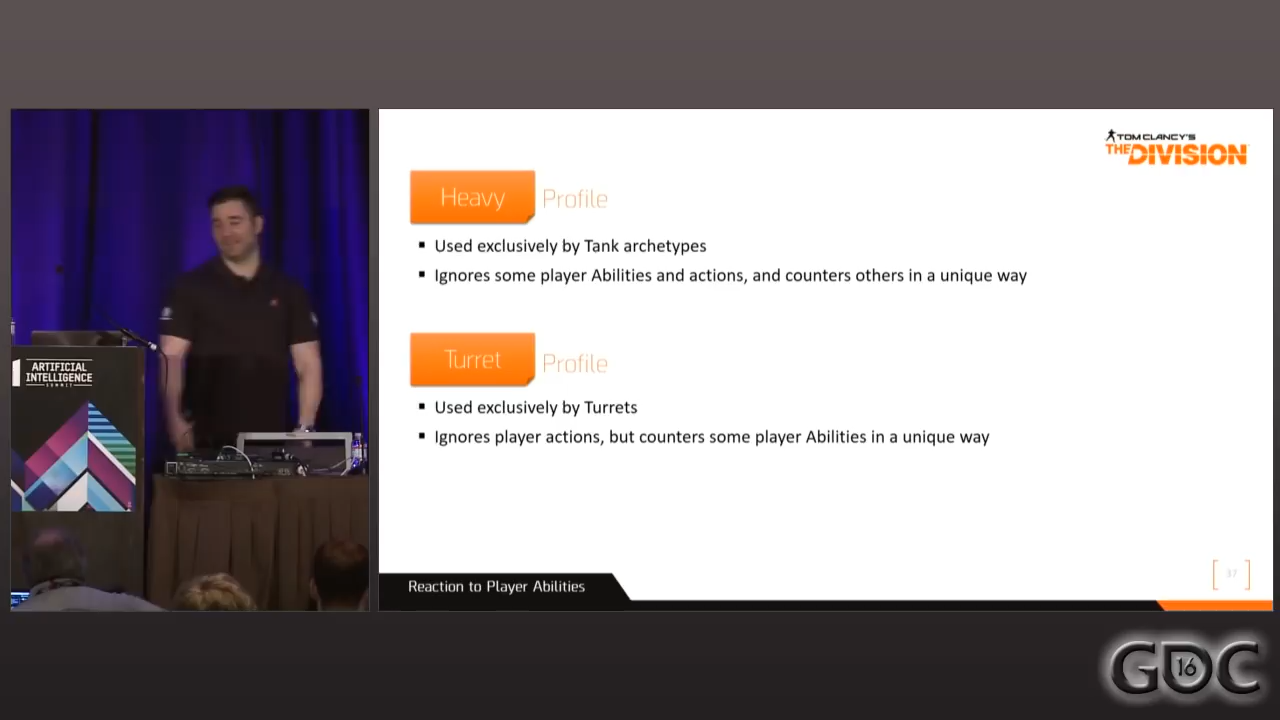 TOM CLANCY'S
THE DIVISION
Heavy Profile
▪ Used exclusively by Tank archetypes
▪ Ignores some player Abilities and actions, and counters others in a unique way
Turret Profile
▪ Used exclusively by Turrets
▪ Ignores player actions, but counters some player Abilities in a unique way
ARTIFICIAL
INTELLIGENCE
SUMMIT
Reaction to Player Abilities
37
GDC 16